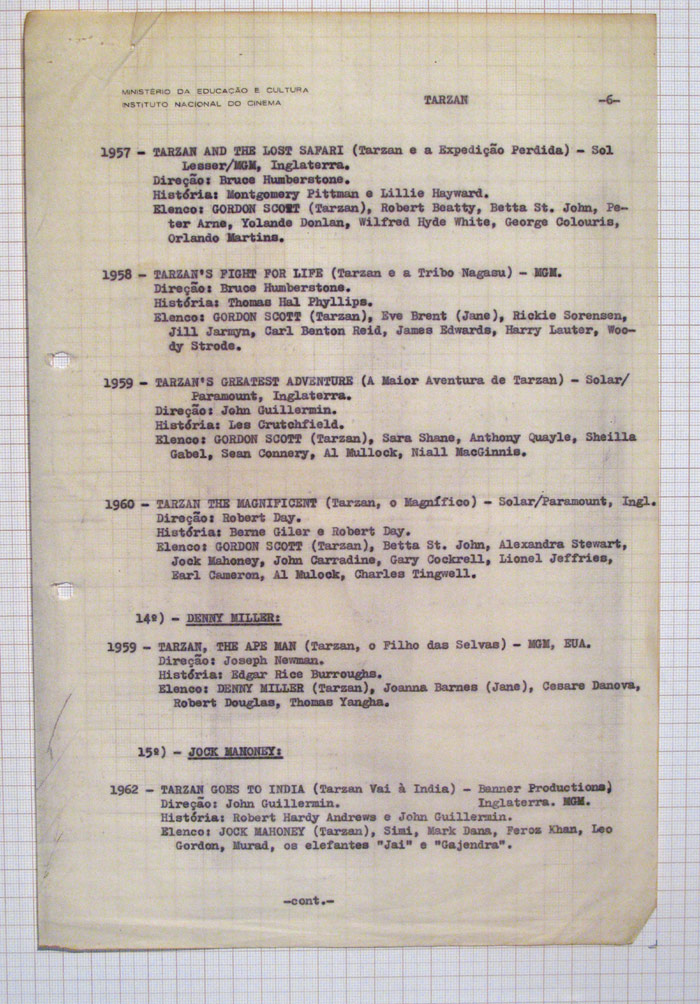 MINISTÉRIO DA EDUCAÇÃO E CULTURA
INSTITUTO NACIONAL DO CINEMA
TARZAN -6-
1957 - TARZAN AND THE LOST SAFARI (Tarzan e a Expedição Perdida) - Sol
Lesser/MGM, Inglaterra.
Direção: Bruce Humberstone.
História: Montgomery Pittman e Lillie Hayward.
Elenco: GORDON SCOTT (Tarzan), Robert Beatty, Betta St. John, Pe-
ter Arne, Yolande Donlan, Wilfred Hyde White, George Colouris,
Orlando Martins.
1958 - TARZAN'S FIGHT FOR LIFE (Tarzan e a Tribo Nagasu) - MGM.
Direção: Bruce Humberstone.
História: Thomas Hal Phyllips.
Elenco: GORDON SCOTT (Tarzan), Eve Brent (Jane), Rickie Sorensen,
Jill Jarmyn, Carl Benton Reid, James Edwards, Harry Lauter, Woo-
dy Strode.
1959 - TARZAN'S GREATEST ADVENTURE (A Maior Aventura de Tarzan) - Solar/
Paramount, Inglaterra.
Direção: John Guillermin.
História: Les Crutchfield.
Elenco: GORDON SCOTT (Tarzan), Sara Shane, Anthony Quayle, Sheilla
Gabel, Sean Connery, Al Mullock, Niall MacGinnis.
1960 - TARZAN THE MAGNIFICENT (Tarzan, o Magnífico) - Solar/Paramount, Ingl.
Direção: Robert Day.
História: Berne Giler e Robert Day.
Elenco: GORDON SCOTT (Tarzan), Betta St. John, Alexandra Stewart,
Jock Mahoney, John Carradine, Gary Cockrell, Lionel Jeffries,
Earl Cameron, Al Mulock, Charles Tingwell.
14º) - DENNY MILLER:
1959 - TARZAN, THE APE MAN (Tarzan, o Filho das Selvas) - MGM, EUA.
Direção: Joseph Newman.
História: Edgar Rice Burroughs.
Elenco: DENNY MILLER (Tarzan), Joanna Barnes (Jane), Cesare Danova,
Robert Douglas, Thomas Yangha.
15º) - JOCK MAHONEY:
1962 - TARZAN GOES TO INDIA (Tarzan Vai à India) - Banner Productions,
Direção: John Guillermin. Inglaterra. MGM.
História: Robert Hardy Andrews e John Guillermin.
Elenco: JOCK MAHONEY (Tarzan), Simi, Mark Dana, Feroz Khan, Leo
Gordon, Murad, os elefantes "Jai" e "Gajendra".
-cont.-